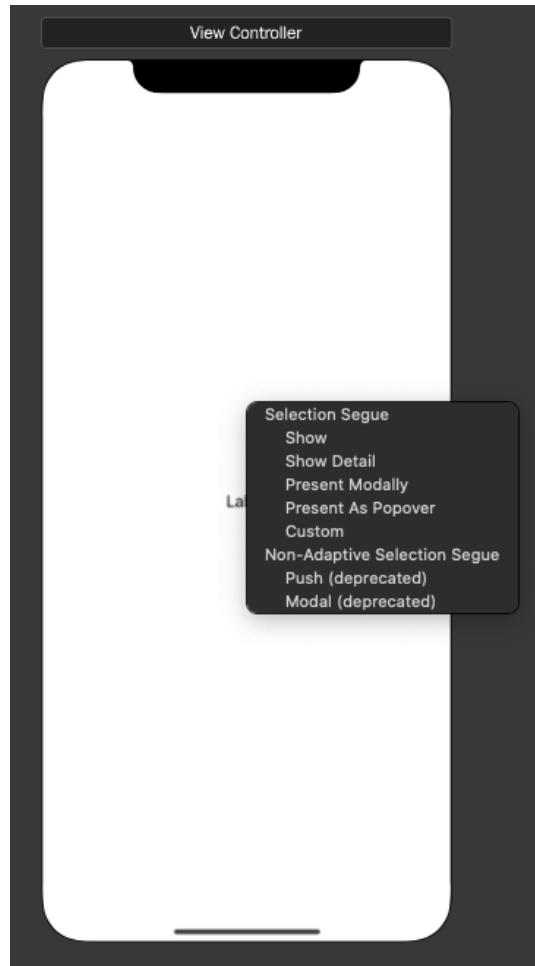 View Controller
Selection Segue
Show
Show Detail
Present Modally
Present As Popover
Custom
Non-Adaptive Selection Segue
Push (deprecated)
Modal (deprecated)